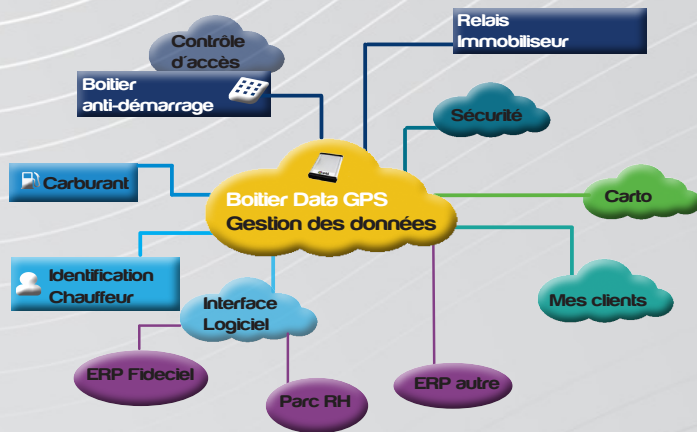 Contrôle
d'accès
Relais
Immobiliseur
Boitier
anti-démarrage
Sécurité
Carburant
Boitier Data GPS
Gestion des données
Carto
Identification
Chauffeur
Interface
Logiciel
Mes clients
ERP Fideciel
Parc RH
ERP autre